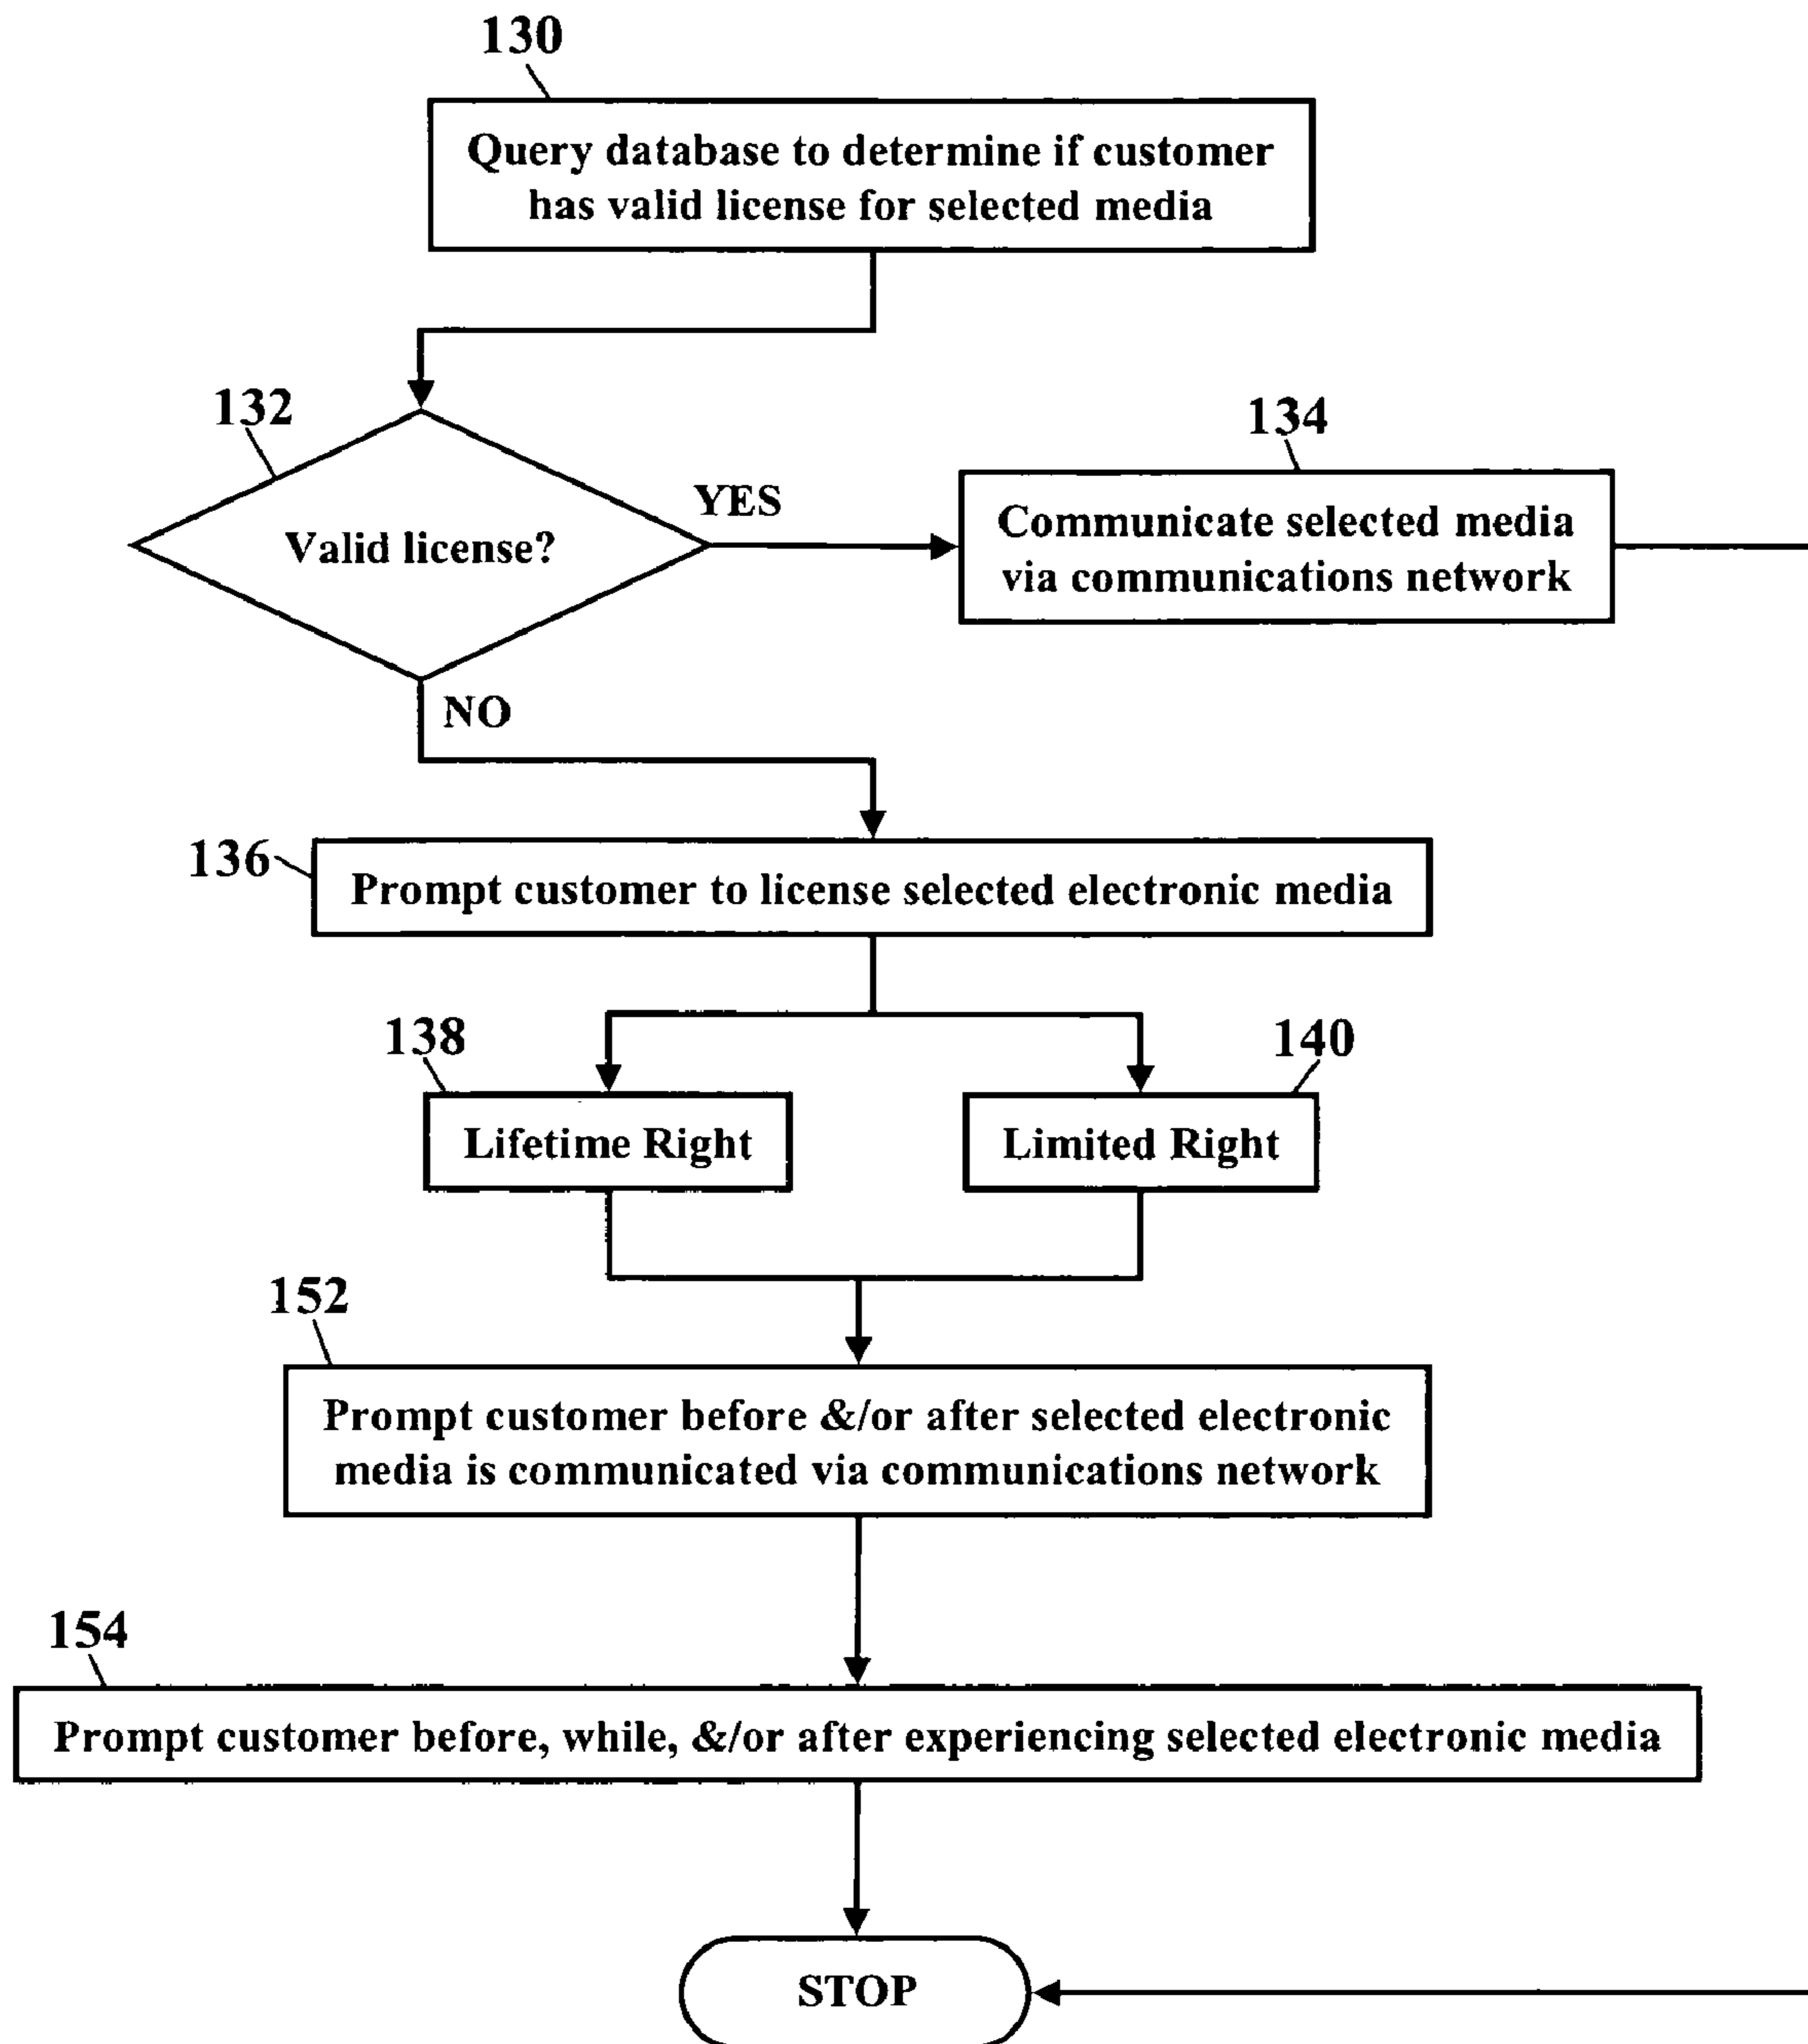 130
Query database to determine if customer
has valid license for selected media
132
Valid license?
YES
134
Communicate selected media
via communications network
NO
136
Prompt customer to license selected electronic media
138
Lifetime Right
140
Limited Right
152
Prompt customer before &/or after selected electronic
media is communicated via communications network
154
Prompt customer before, while, &/or after experiencing selected electronic media
STOP